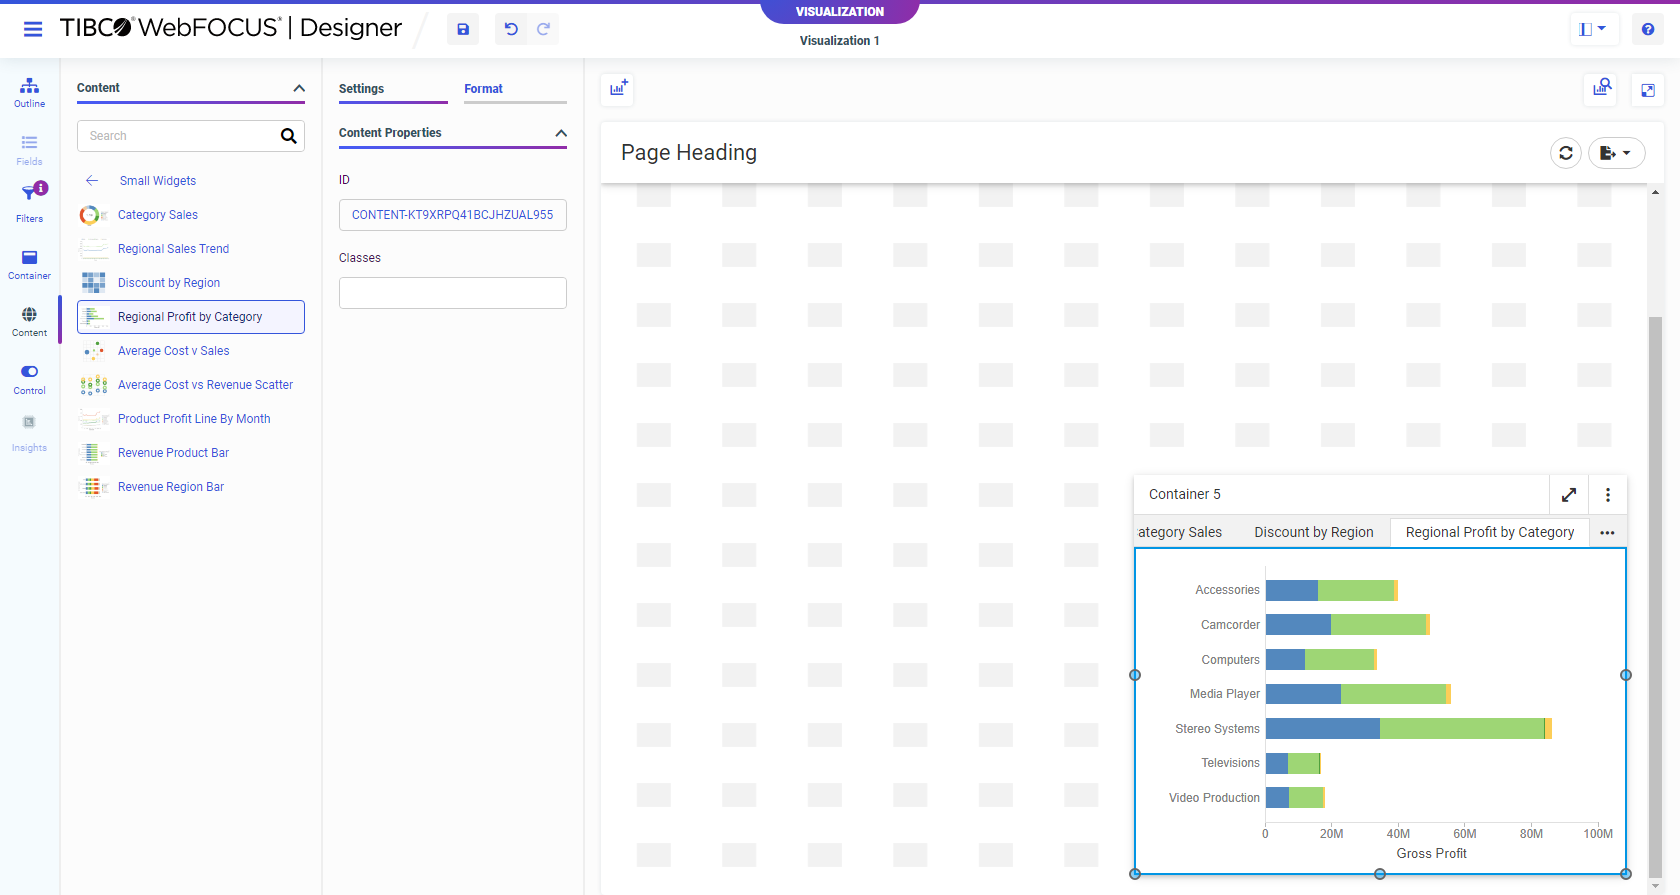 VISUALIZATION
TIBCO® WebFOCUS® | Designer
Visualization 1
Outline
Fields
Filters
Container
Content
Control
Insights
Content
Search
Small Widgets
Category Sales
Regional Sales Trend
Discount by Region
Regional Profit by Category
Average Cost v Sales
Average Cost vs Revenue Scatter
Product Profit Line By Month
Revenue Product Bar
Revenue Region Bar
Settings
Format
Content Properties
ID
CONTENT-KT9XRPQ41BCJHZUAL955
Classes
Page Heading
Container 5
ategory Sales
Discount by Region
Regional Profit by Category
Accessories
Camcorder
Computers
Media Player
Stereo Systems
Televisions
Video Production
0 20M 40M 60M 80M 100M
Gross Profit